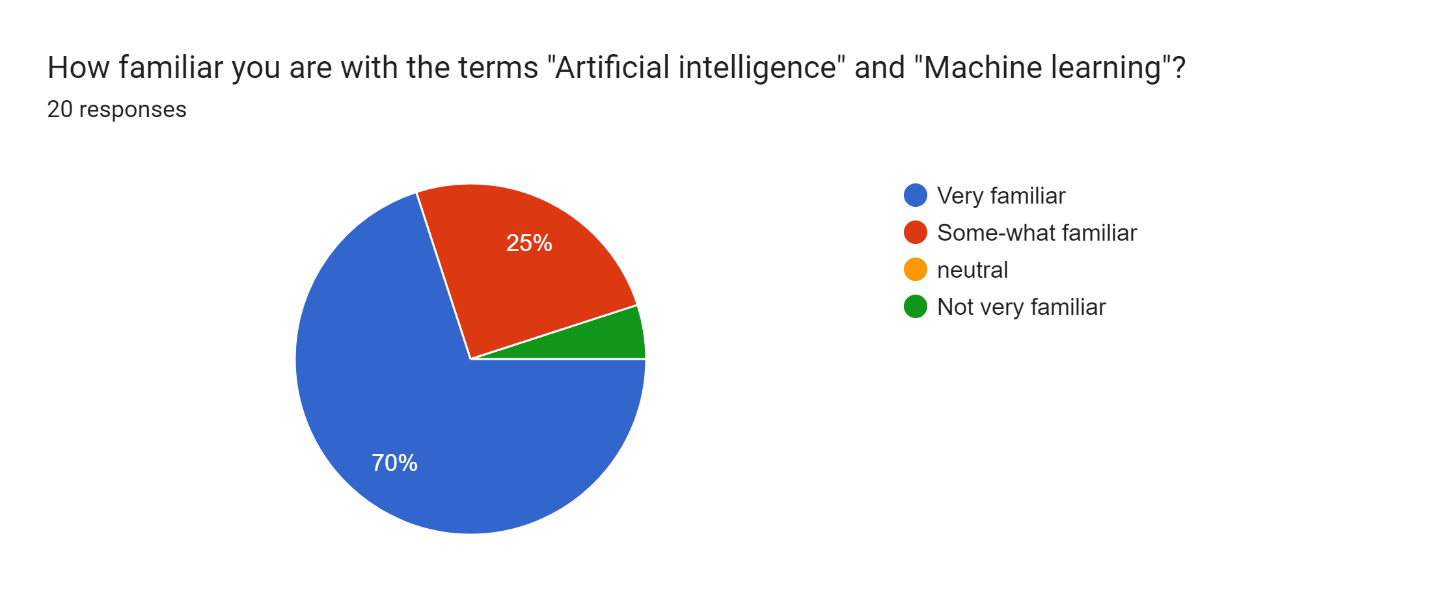 How familiar you are with the terms "Artificial intelligence" and "Machine learning"?
20 responses
25%
70%
Very familiar
Some-what familiar
neutral
Not very familiar